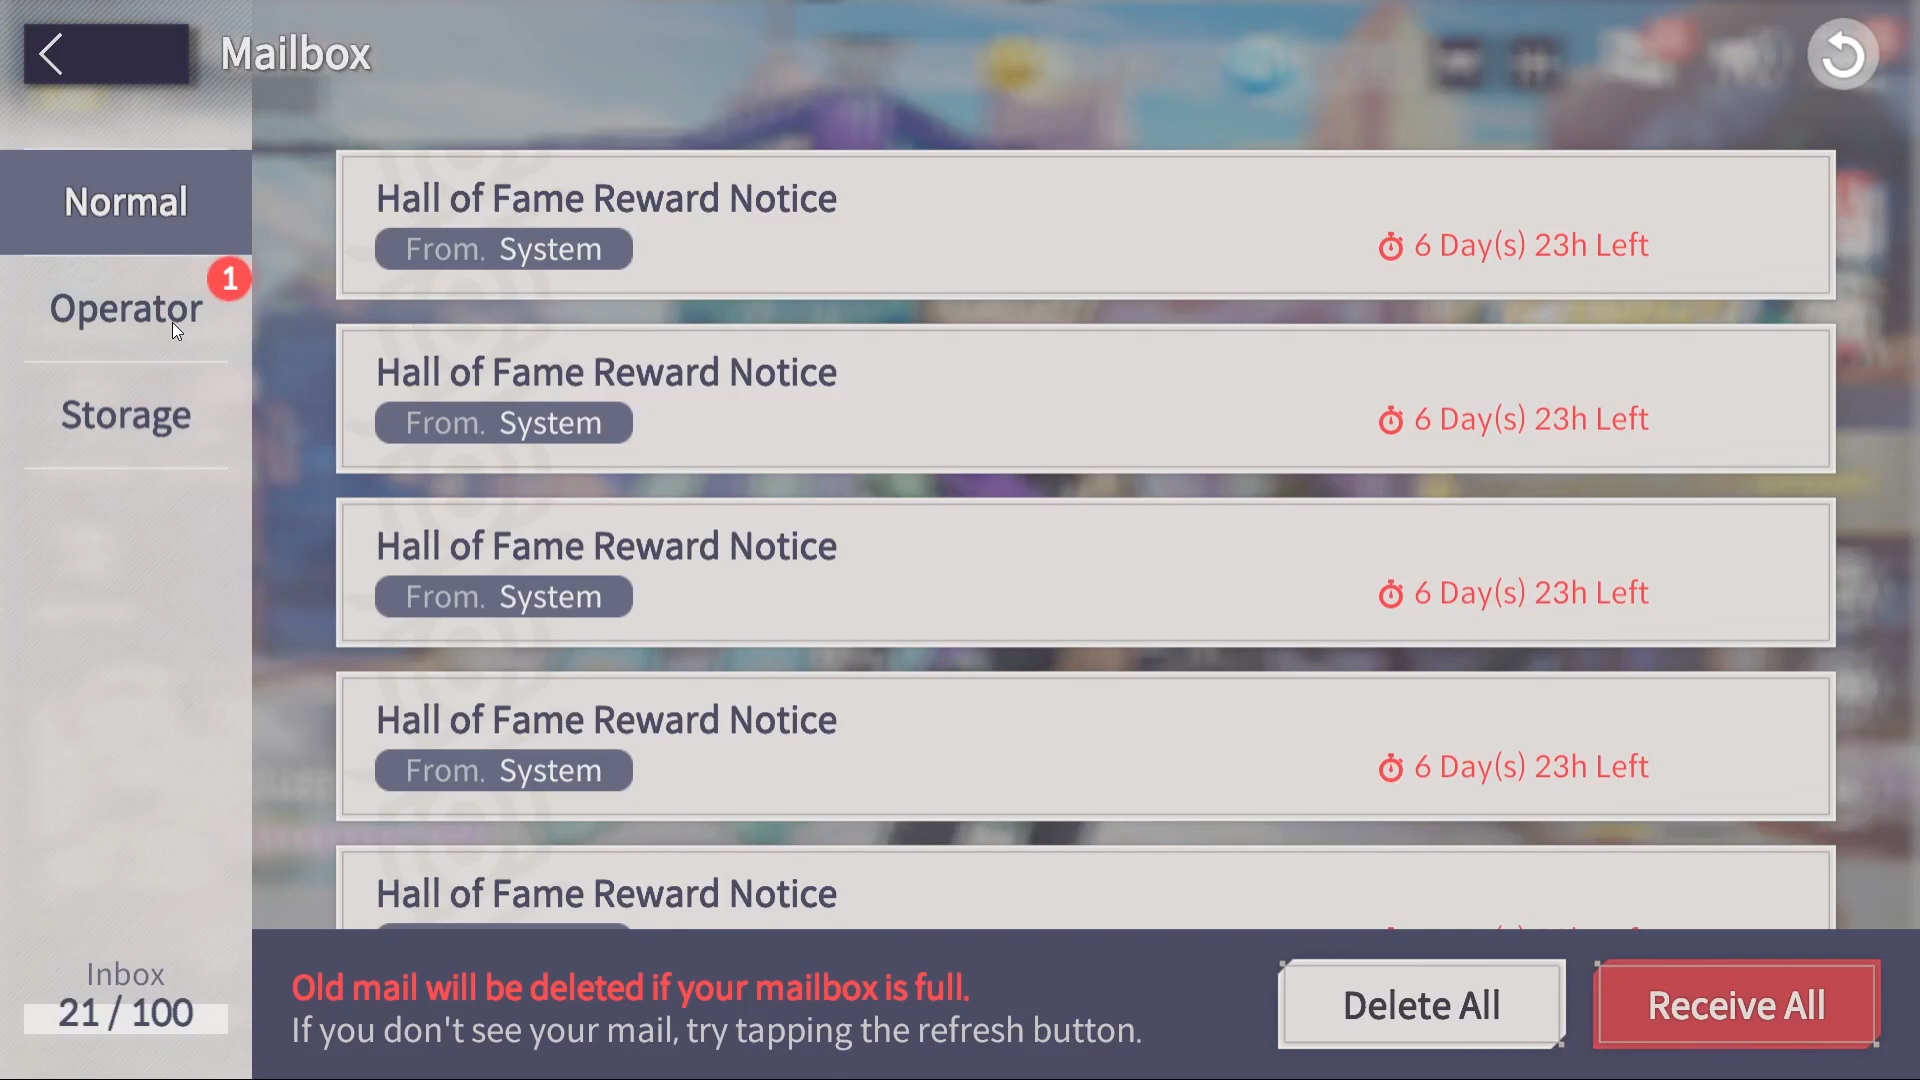 Mailbox
Normal
1
Operator
Storage
Hall of Fame Reward Notice
From. System
6 Day(s) 23h Left
Hall of Fame Reward Notice
From. System
6 Day(s) 23h Left
Hall of Fame Reward Notice
From. System
6 Day(s) 23h Left
Hall of Fame Reward Notice
From. System
6 Day(s) 23h Left
Hall of Fame Reward Notice
Inbox
21 / 100
Old mail will be deleted if your mailbox is full.
If you don't see your mail, try tapping the refresh button.
Delete All
Receive All